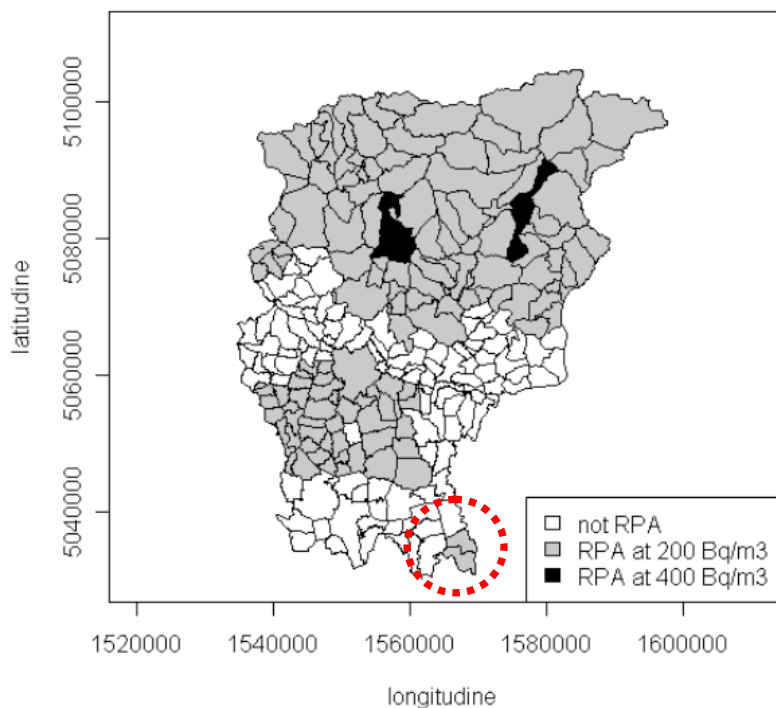 latitudine
5100000
5080000
5060000
5040000
not RPA
RPA at 200 Bq/m3
RPA at 400 Bq/m3
1520000 1540000 1560000 1580000 1600000
longitudine